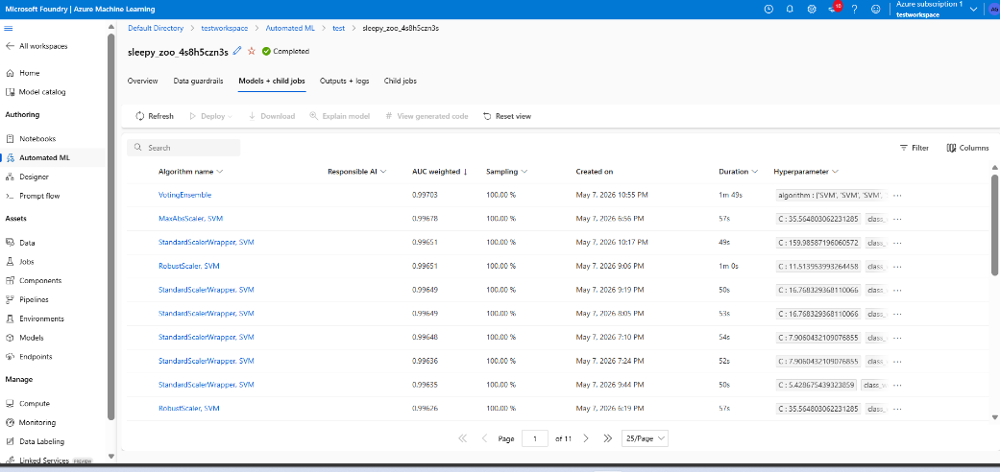 Microsoft Foundry | Azure Machine Learning
18
Azure subscription 1
testworkspace
All workspaces
Home
Model catalog
Authoring
Notebooks
Automated ML
Designer
Prompt flow
Assets
Data
Jobs
Components
Pipelines
Environments
Models
Endpoints
Manage
Compute
Monitoring
Data Labeling
Linked Services PREVIEW
Default Directory > testworkspace > Automated ML > test > sleepy_zoo_4s8h5czn3s
sleepy_zoo_4s8h5czn3s Completed
Overview Data guardrails Models + child jobs Outputs + logs Child jobs
Refresh Deploy Download Explain model # View generated code Reset view
Search Filter Columns
Algorithm name Responsible AI AUC weighted ↓ Sampling Created on Duration Hyperparameter
VotingEnsemble 0.99703 100.00 % May 7, 2026 10:55 PM 1m 49s algorithm : ['SVM', 'SVM', 'SVM', ...
MaxAbsScaler, SVM 0.99678 100.00 % May 7, 2026 6:56 PM 57s C : 35.564803062231285 class_ ...
StandardScalerWrapper, SVM 0.99651 100.00 % May 7, 2026 10:17 PM 49s C : 159.98587196060572 class_ ...
RobustScaler, SVM 0.99651 100.00 % May 7, 2026 9:06 PM 1m 0s C : 11.513953993264458 class_ ...
StandardScalerWrapper, SVM 0.99649 100.00 % May 7, 2026 9:19 PM 50s C : 16.768329368110066 class_ ...
StandardScalerWrapper, SVM 0.99649 100.00 % May 7, 2026 8:05 PM 53s C : 16.768329368110066 class_ ...
StandardScalerWrapper, SVM 0.99648 100.00 % May 7, 2026 7:10 PM 54s C : 7.9060432109076855 class_ ...
StandardScalerWrapper, SVM 0.99636 100.00 % May 7, 2026 7:24 PM 52s C : 7.9060432109076855 class_ ...
StandardScalerWrapper, SVM 0.99635 100.00 % May 7, 2026 9:44 PM 50s C : 5.428675439323859 class_w ...
RobustScaler, SVM 0.99626 100.00 % May 7, 2026 6:19 PM 57s C : 35.564803062231285 class_ ...
Page 1 of 11 25/Page